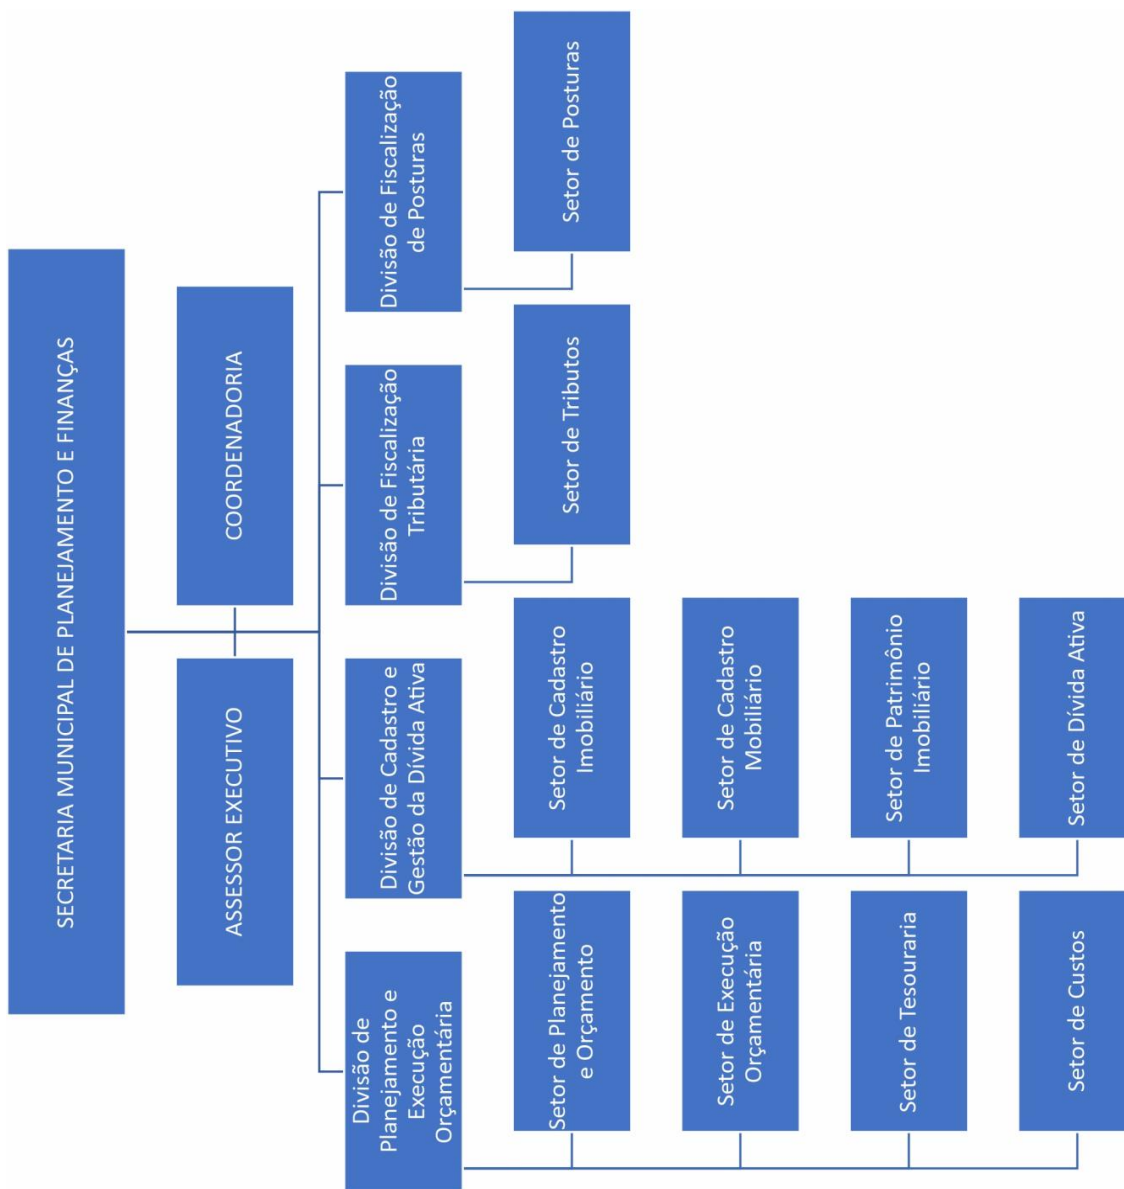 SECRETARIA MUNICIPAL DE PLANEJAMENTO E FINANÇAS
ASSESSOR EXECUTIVO
COORDENADORIA
Divisão de
Planejamento e
Execução
Orçamentária
Divisão de Cadastro e
Gestão da Dívida Ativa
Divisão de Fiscalização
Tributária
Divisão de Fiscalização
de Posturas
Setor de Planejamento
e Orçamento
Setor de Cadastro
Imobiliário
Setor de Tributos
Setor de Posturas
Setor de Execução
Orçamentária
Setor de Cadastro
Mobiliário
Setor de Tesouraria
Setor de Patrimônio
Imobiliário
Setor de Custos
Setor de Dívida Ativa